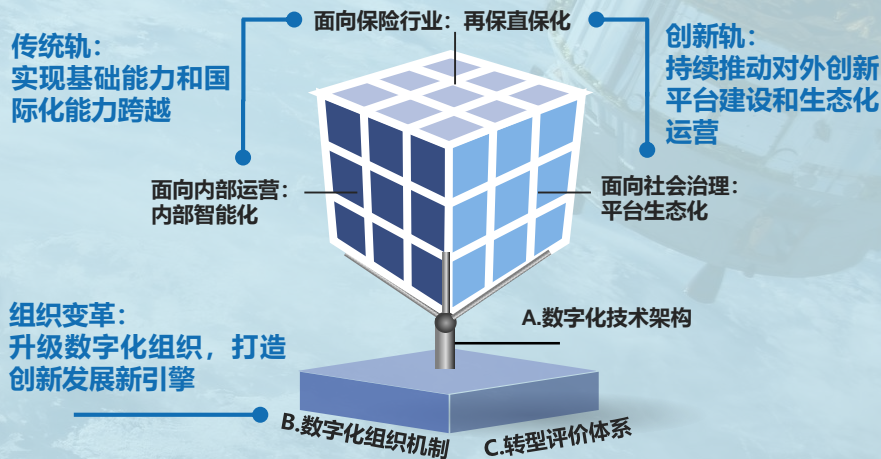 面向保险行业：再保直保化
传统轨：
实现基础能力和国
际化能力跨越
创新轨：
持续推动对外创新
平台建设和生态化
运营
面向内部运营：
内部智能化
面向社会治理：
平台生态化
组织变革：
升级数字化组织，打造
创新发展新引擎
A.数字化技术架构
B.数字化组织机制
C.转型评价体系